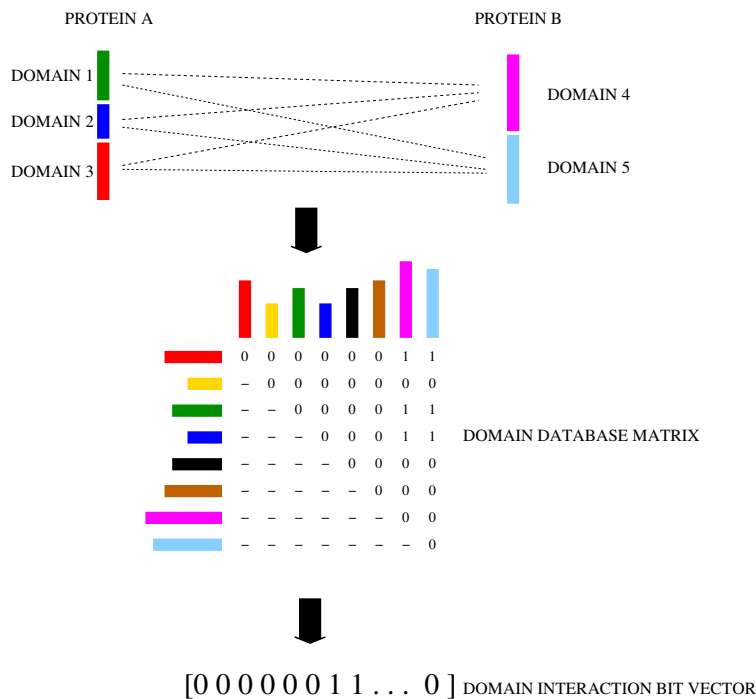 PROTEIN A
PROTEIN B
DOMAIN 1
DOMAIN 2
DOMAIN 3
DOMAIN 4
DOMAIN 5
0 0 0 0 0 0 1 1
– 0 0 0 0 0 0 0
– – 0 0 0 0 1 1
– – – 0 0 0 1 1
DOMAIN DATABASE MATRIX
– – – – 0 0 0 0
– – – – – 0 0 0
– – – – – – 0 0
– – – – – – – 0
[0 0 0 0 0 0 1 1 . . . 0 ] DOMAIN INTERACTION BIT VECTOR